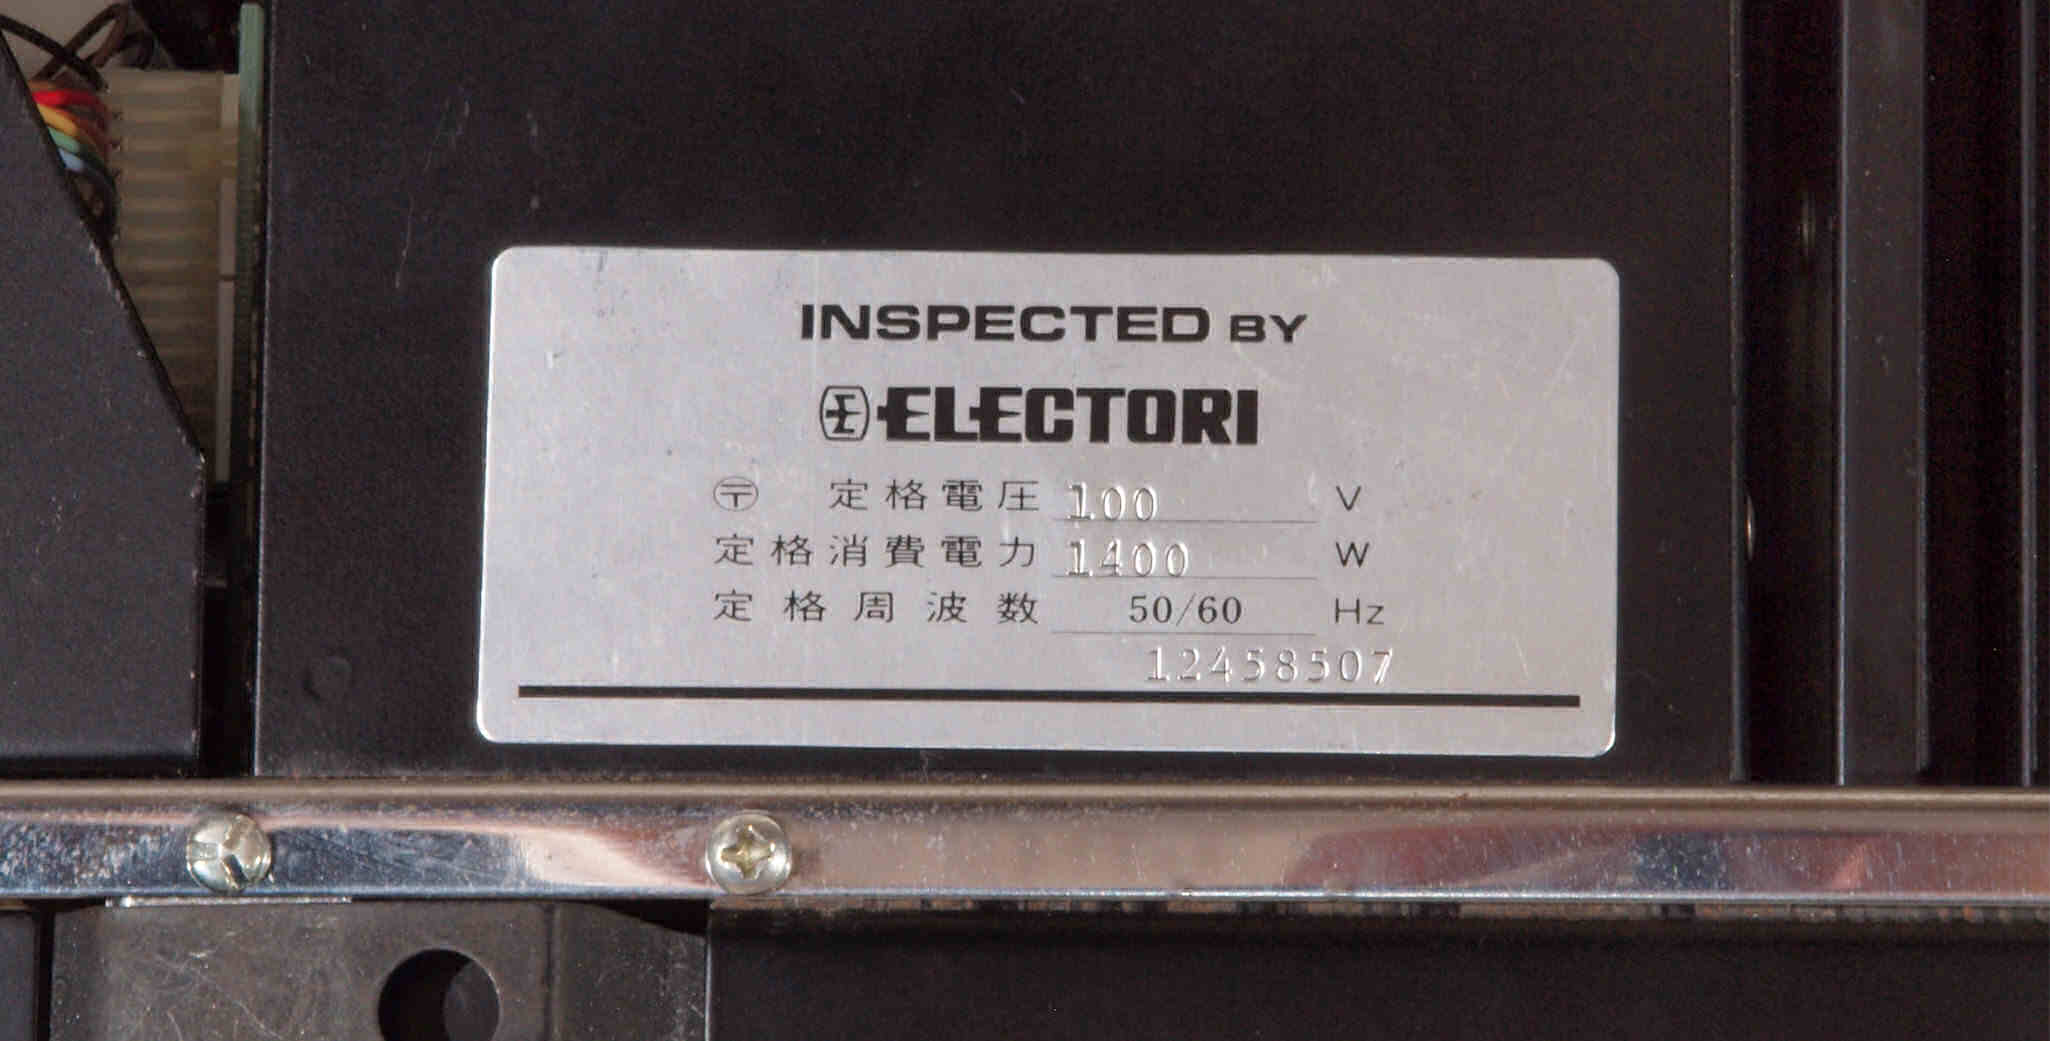 INSPECTED BY
ELECTORI
〶 定格電圧 100 V
定格消費電力 1400 W
定格周波数 50/60 Hz
12458507